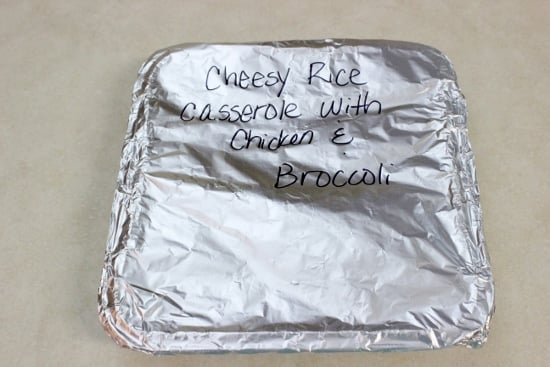 Cheesy Rice
Casserole with
Chicken &
Broccoli